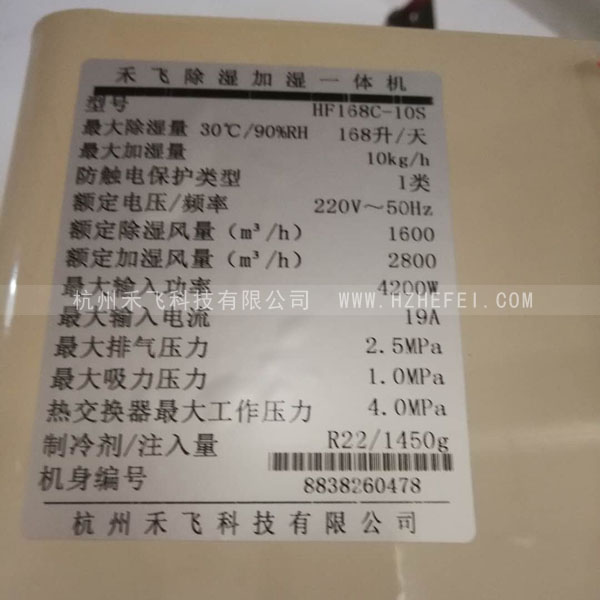 禾飞除湿加湿一体机
型号 HF168C-10S
最大除湿量 30℃/90%RH 168升/天
最大加湿量 10kg/h
防触电保护类型 1类
额定电压/频率 220V～50Hz
额定除湿风量（m³/h） 1600
额定加湿风量（m³/h） 2800
最大输入功率 4200W
杭州禾飞科技有限公司 WWW.HZHEFEI.COM
最大输入电流 19A
最大排气压力 2.5MPa
最大吸力压力 1.0MPa
热交换器最大工作压力 4.0MPa
制冷剂/注入量 R22/1450g
机身编号 8838260478
杭州禾飞科技有限公司